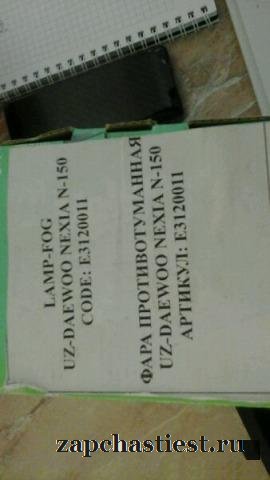 LAMP-FOG
UZ-DAEWOO NEXIA N-150
CODE: E3120011
ФАРА ПРОТИВОТУМАННАЯ
UZ-DAEWOO NEXIA N-150
АРТИКУЛ: E3120011
zapchastiest.ru